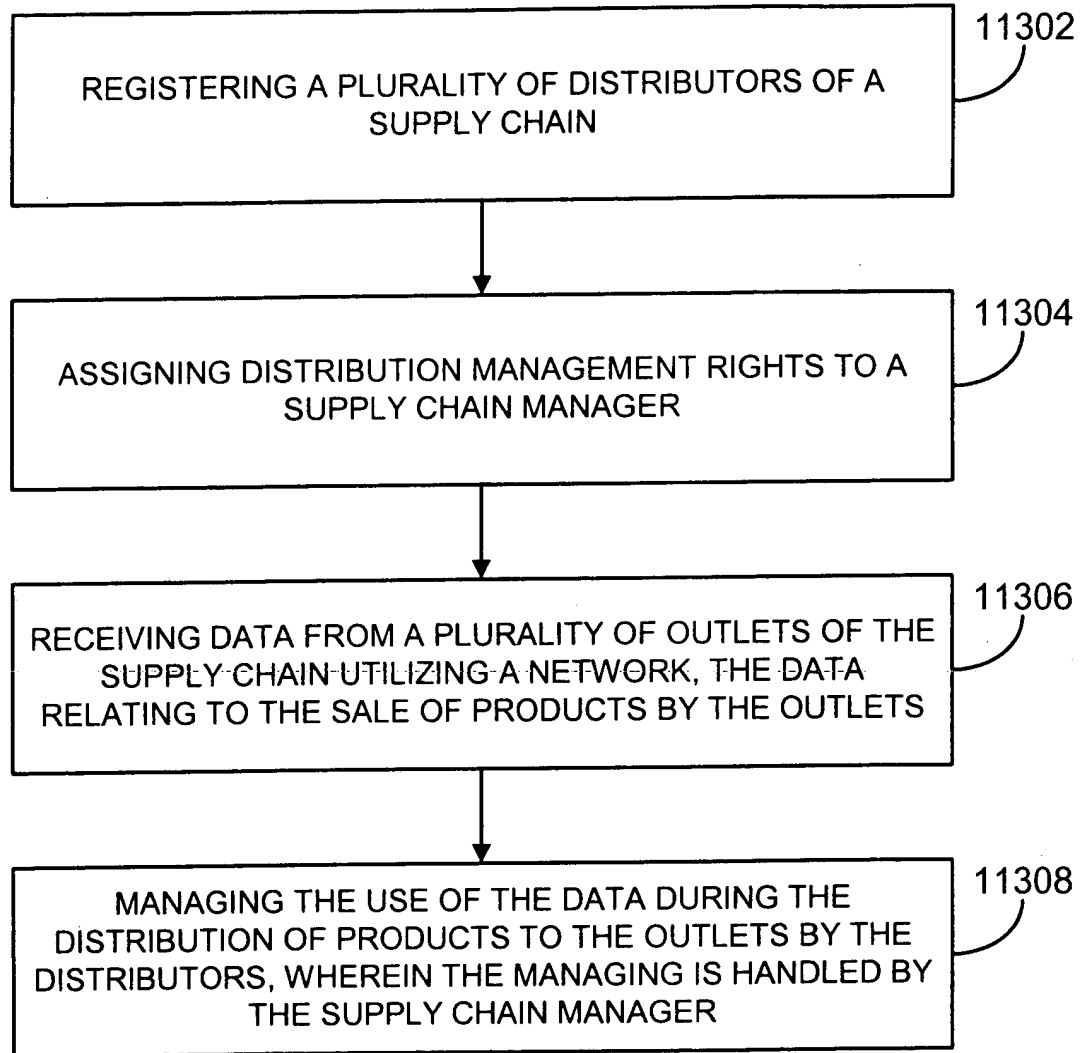 11302
REGISTERING A PLURALITY OF DISTRIBUTORS OF A
SUPPLY CHAIN
11304
ASSIGNING DISTRIBUTION MANAGEMENT RIGHTS TO A
SUPPLY CHAIN MANAGER
11306
RECEIVING DATA FROM A PLURALITY OF OUTLETS OF THE
SUPPLY CHAIN UTILIZING A NETWORK, THE DATA
RELATING TO THE SALE OF PRODUCTS BY THE OUTLETS
11308
MANAGING THE USE OF THE DATA DURING THE
DISTRIBUTION OF PRODUCTS TO THE OUTLETS BY THE
DISTRIBUTORS, WHEREIN THE MANAGING IS HANDLED BY
THE SUPPLY CHAIN MANAGER